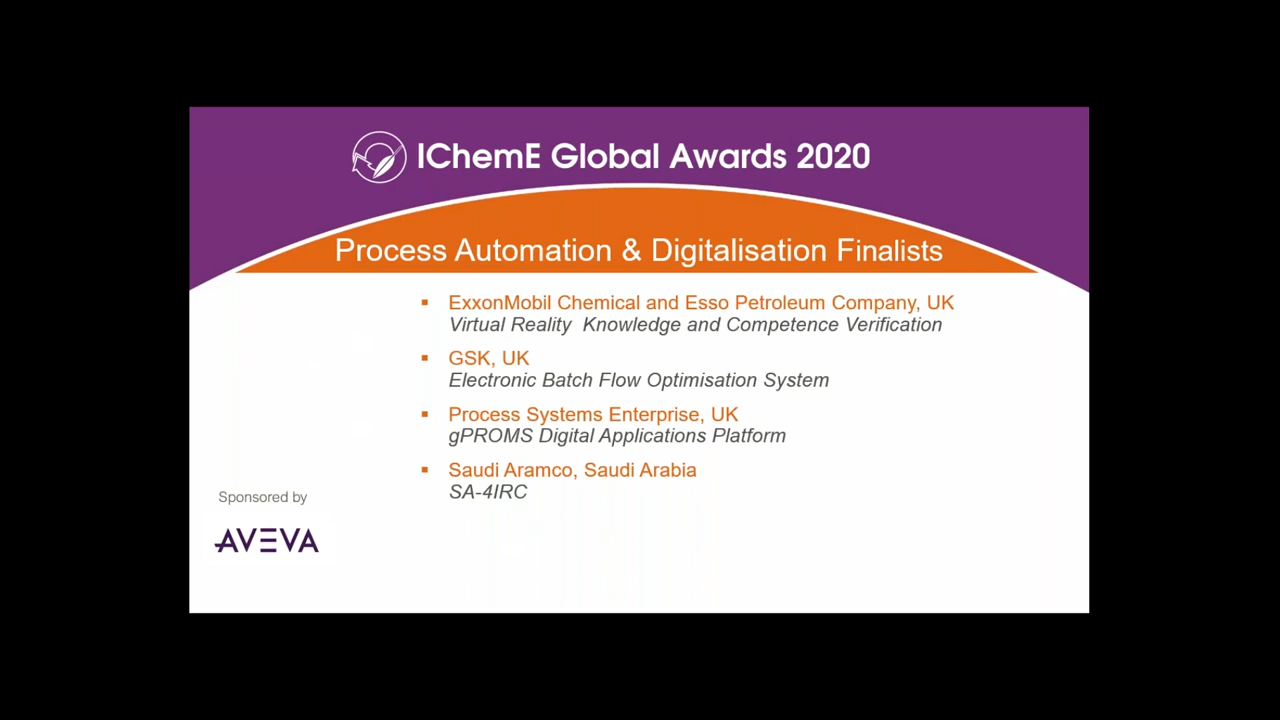 IChemE Global Awards 2020
Process Automation & Digitalisation Finalists
▪ ExxonMobil Chemical and Esso Petroleum Company, UK
Virtual Reality Knowledge and Competence Verification
▪ GSK, UK
Electronic Batch Flow Optimisation System
▪ Process Systems Enterprise, UK
gPROMS Digital Applications Platform
▪ Saudi Aramco, Saudi Arabia
SA-4IRC
Sponsored by
AVEVA